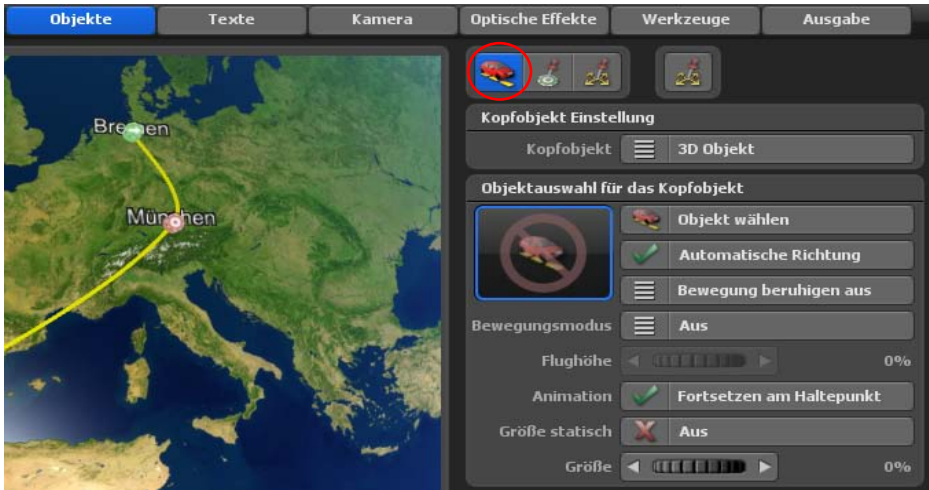 Objekte Texte Kamera Optische Effekte Werkzeuge Ausgabe
Bremen
München
Kopfobjekt Einstellung
Kopfobjekt 3D Objekt
Objektauswahl für das Kopfobjekt
Objekt wählen
Automatische Richtung
Bewegung beruhigen aus
Bewegungsmodus Aus
Flughöhe 0%
Animation Fortsetzen am Haltepunkt
Größe statisch Aus
Größe 0%